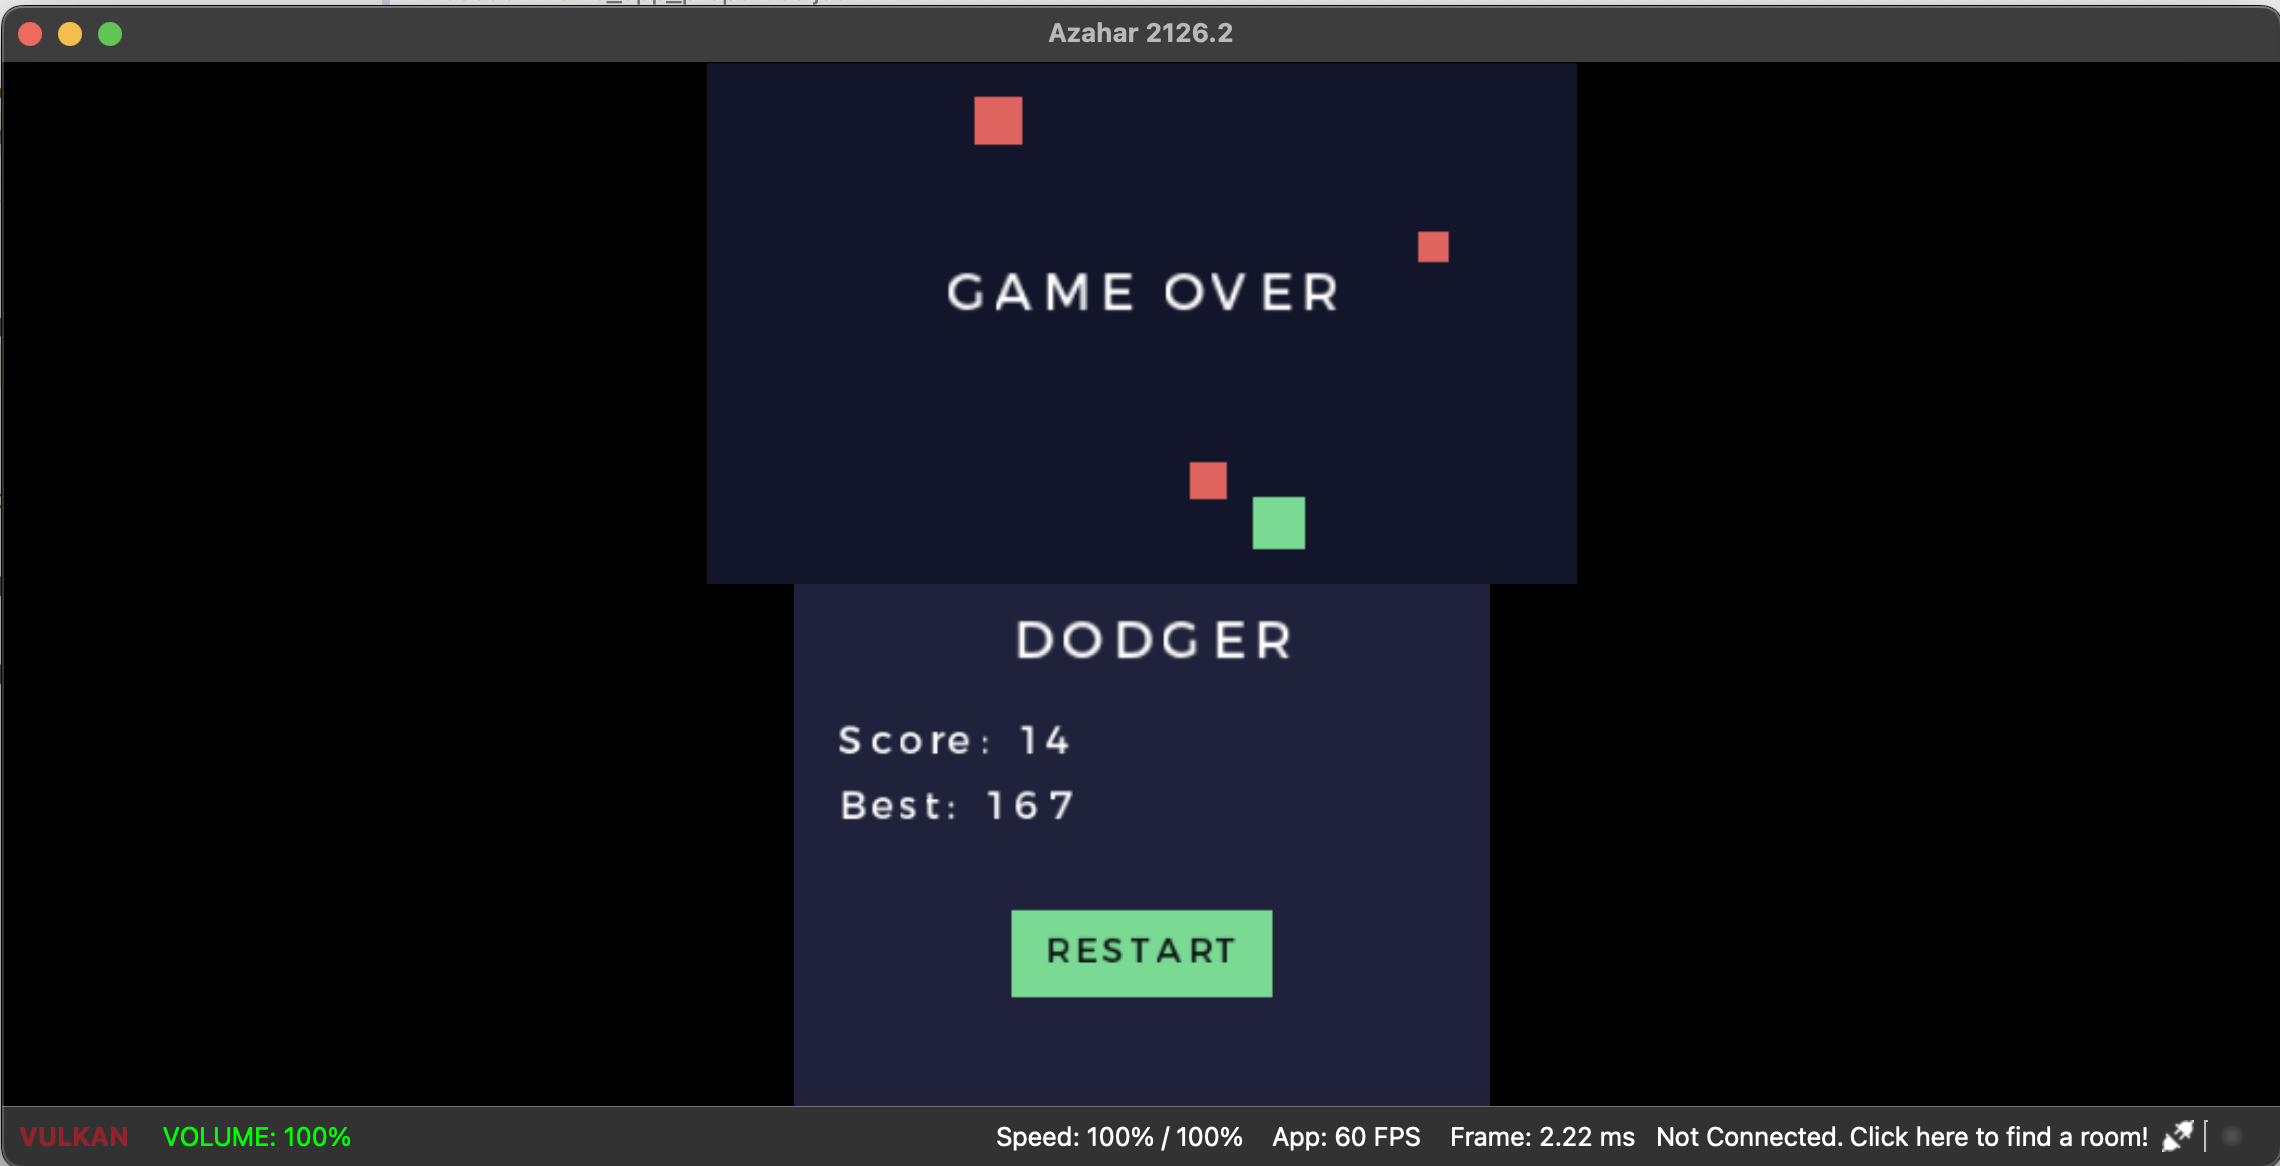 Azahar 2126.2
GAME OVER
DODGER
Score: 14
Best: 167
RESTART
VULKAN VOLUME: 100% Speed: 100% / 100% App: 60 FPS Frame: 2.22 ms Not Connected. Click here to find a room!